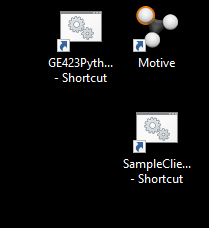 GE423Pyth...
- Shortcut
Motive
SampleClie...
- Shortcut